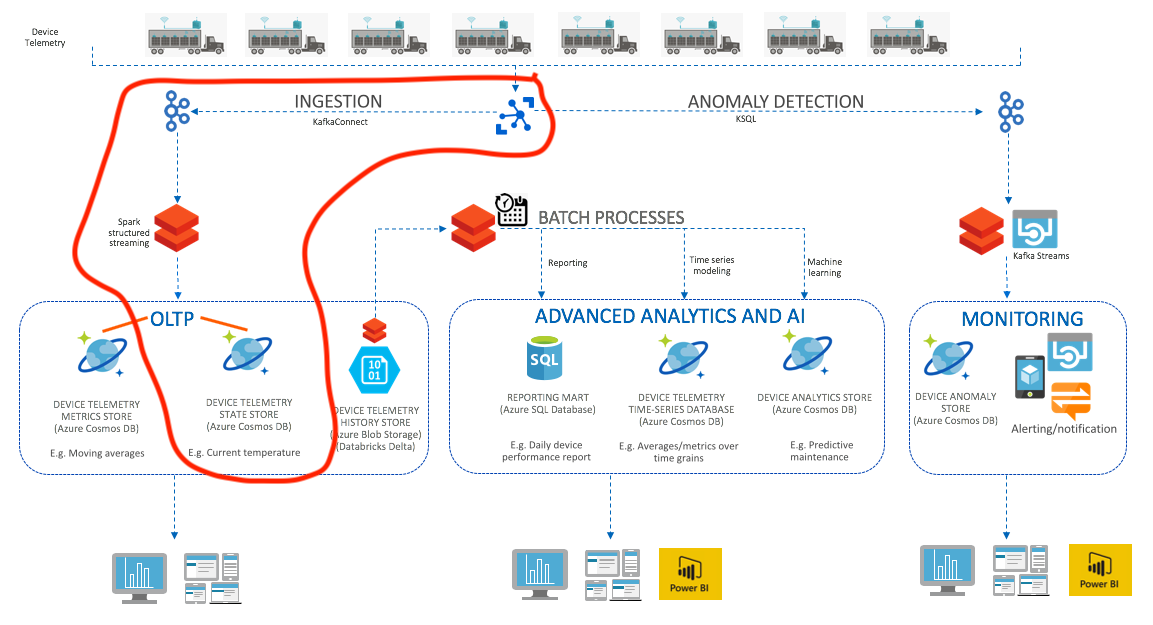 Device
Telemetry
INGESTION
KafkaConnect
ANOMALY DETECTION
KSQL
Spark
structured
streaming
BATCH PROCESSES
Reporting
Time series
modeling
Machine
learning
Kafka Streams
OLTP
DEVICE TELEMETRY
METRICS STORE
(Azure Cosmos DB)
E.g. Moving averages
DEVICE TELEMETRY
STATE STORE
(Azure Cosmos DB)
E.g. Current temperature
10
01
DEVICE TELEMETRY
HISTORY STORE
(Azure Blob Storage)
(Databricks Delta)
ADVANCED ANALYTICS AND AI
SQL
REPORTING MART
(Azure SQL Database)
E.g. Daily device
performance report
DEVICE TELEMETRY
TIME-SERIES DATABASE
(Azure Cosmos DB)
E.g. Averages/metrics over
time grains
DEVICE ANALYTICS STORE
(Azure Cosmos DB)
E.g. Predictive
maintenance
MONITORING
DEVICE ANOMALY
STORE
(Azure Cosmos DB)
Alerting/notification
Power BI
Power BI